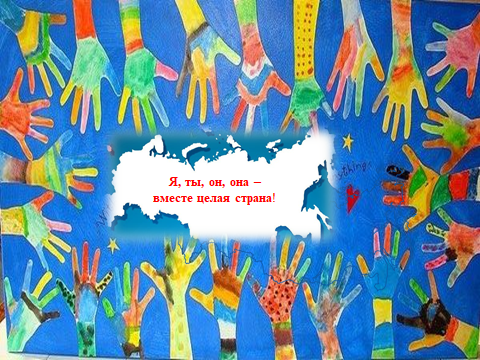 Я, ты, он, она –
вместе целая страна!